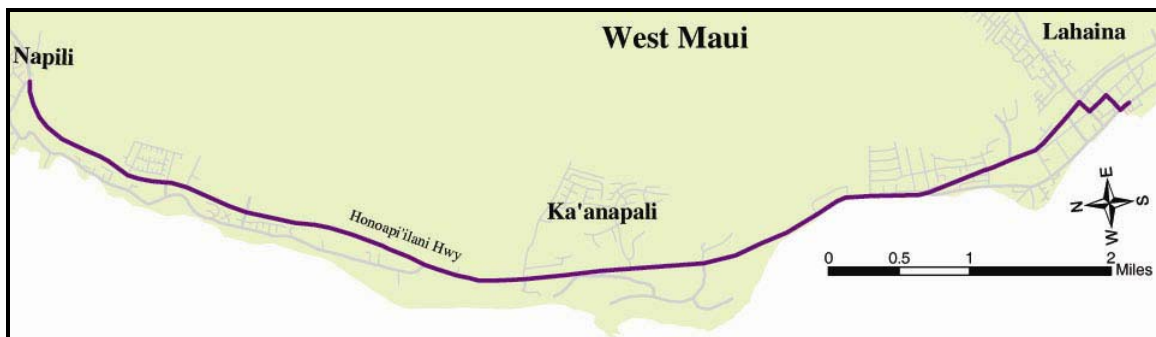 West Maui
Lahaina
Napili
Ka'anapali
Honoapi'ilani Hwy
E
N
S
W
0 0.5 1 2
Miles